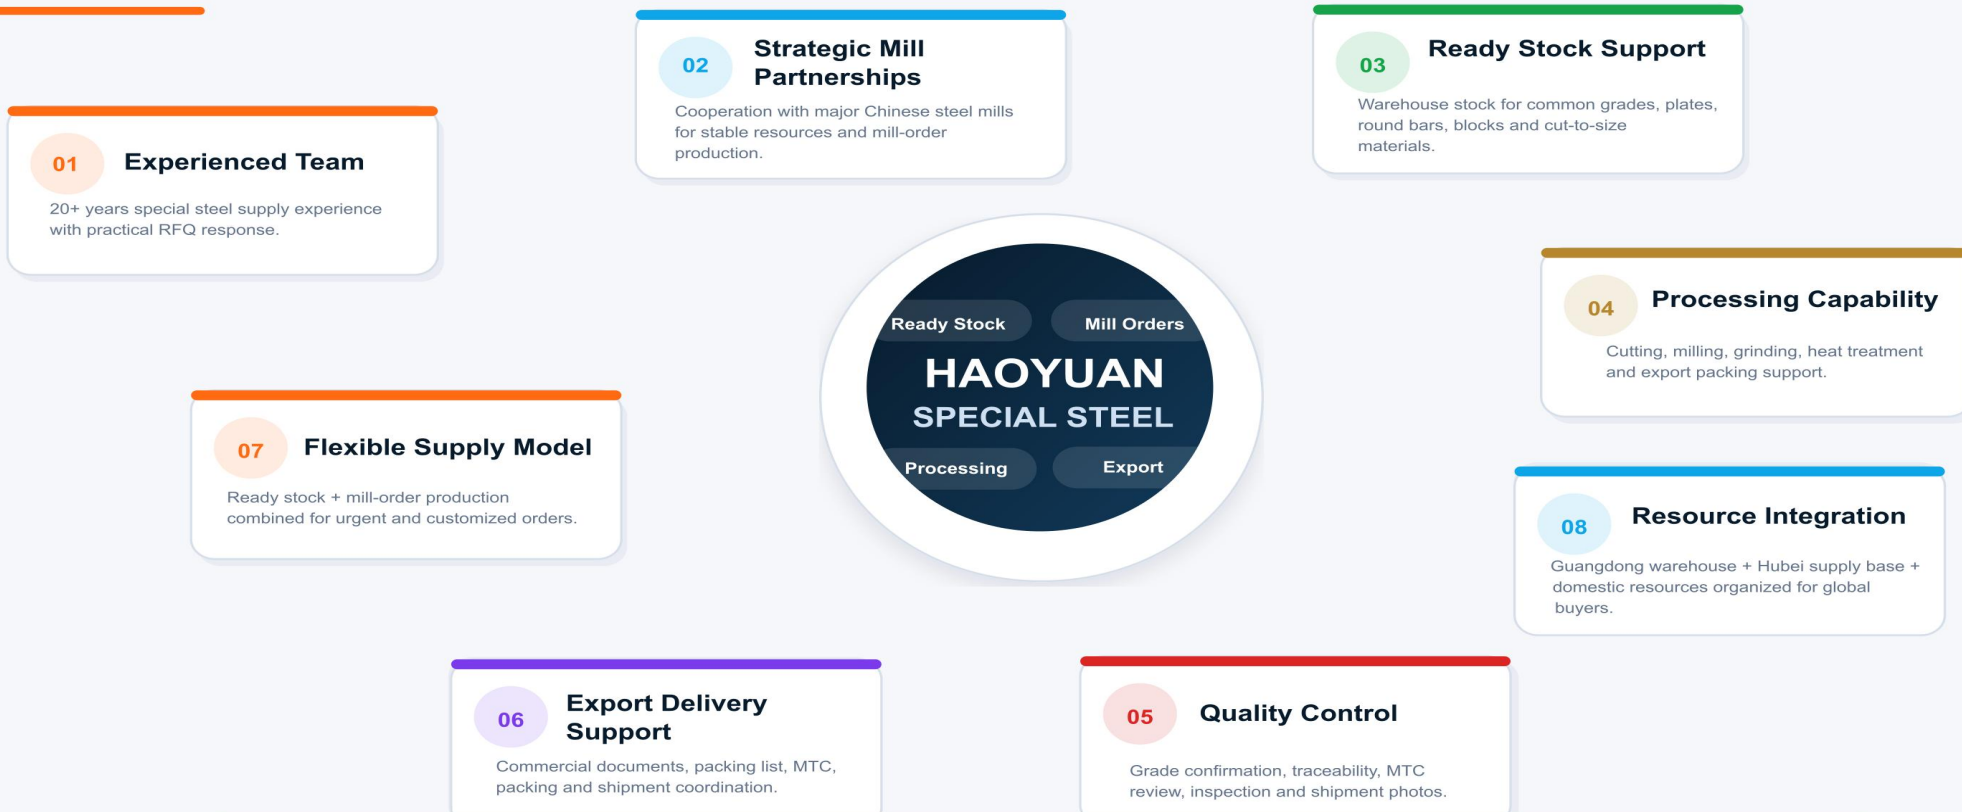 01
Experienced Team
20+ years special steel supply experience
with practical RFQ response.
02
Strategic Mill
Partnerships
Cooperation with major Chinese steel mills
for stable resources and mill-order
production.
03
Ready Stock Support
Warehouse stock for common grades, plates,
round bars, blocks and cut-to-size
materials.
04
Processing Capability
Cutting, milling, grinding, heat treatment
and export packing support.
Ready Stock
Mill Orders
HAOYUAN
SPECIAL STEEL
Processing
Export
07
Flexible Supply Model
Ready stock + mill-order production
combined for urgent and customized orders.
08
Resource Integration
Guangdong warehouse + Hubei supply base +
domestic resources organized for global
buyers.
06
Export Delivery
Support
Commercial documents, packing list, MTC,
packing and shipment coordination.
05
Quality Control
Grade confirmation, traceability, MTC
review, inspection and shipment photos.